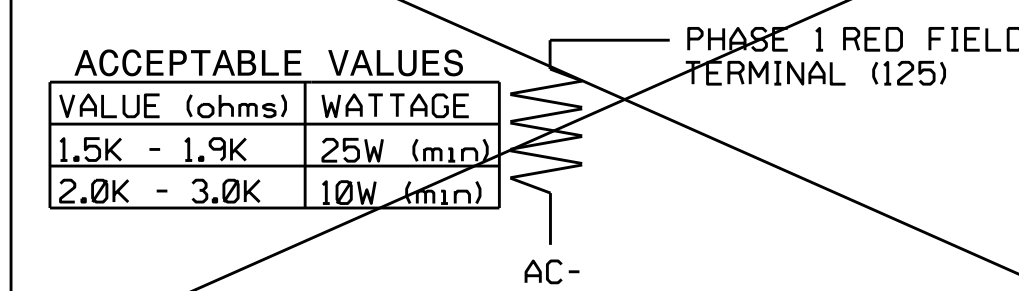 ACCEPTABLE VALUES
VALUE (ohms) WATTAGE
1.5K - 1.9K 25W (min)
2.0K - 3.0K 10W (min)
PHASE 1 RED FIELD
TERMINAL (125)
AC-